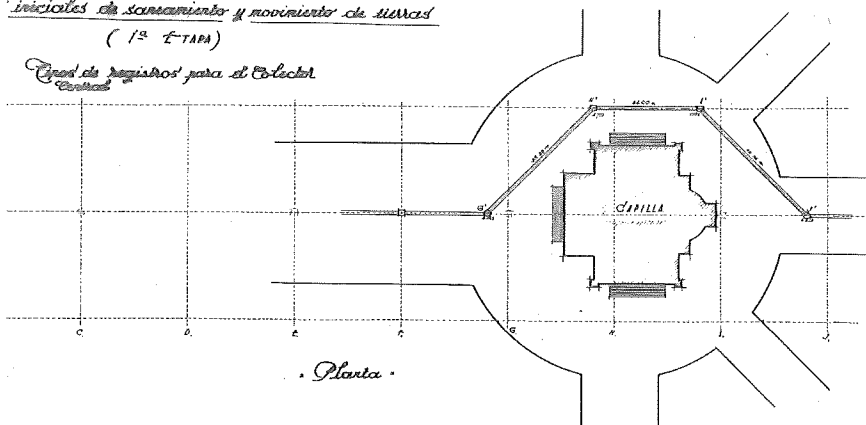 iniciales de saneamiento y movimiento de tierras
( 1ª ETAPA )
Tipos de registros para el Colector
Central
H' I'
G' CAPILLA J'
C. D. E. F. G H. I. J.
. Planta .